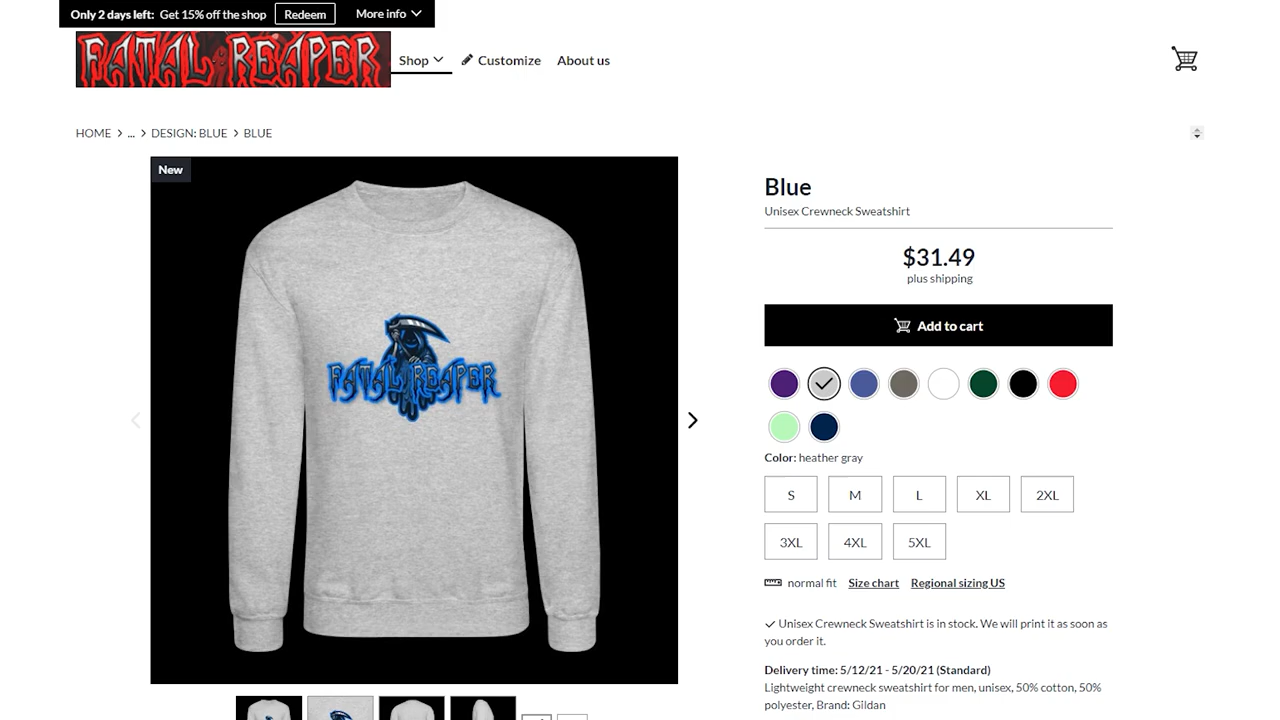 Only 2 days left: Get 15% off the shop Redeem More info
FATAL REAPER Shop Customize About us
HOME > ... > DESIGN: BLUE > BLUE
New
FATAL REAPER
Blue
Unisex Crewneck Sweatshirt
$31.49
plus shipping
Add to cart
Color: heather gray
S M L XL 2XL
3XL 4XL 5XL
normal fit Size chart Regional sizing US
✓ Unisex Crewneck Sweatshirt is in stock. We will print it as soon as
you order it.
Delivery time: 5/12/21 - 5/20/21 (Standard)
Lightweight crewneck sweatshirt for men, unisex, 50% cotton, 50%
polyester, Brand: Gildan